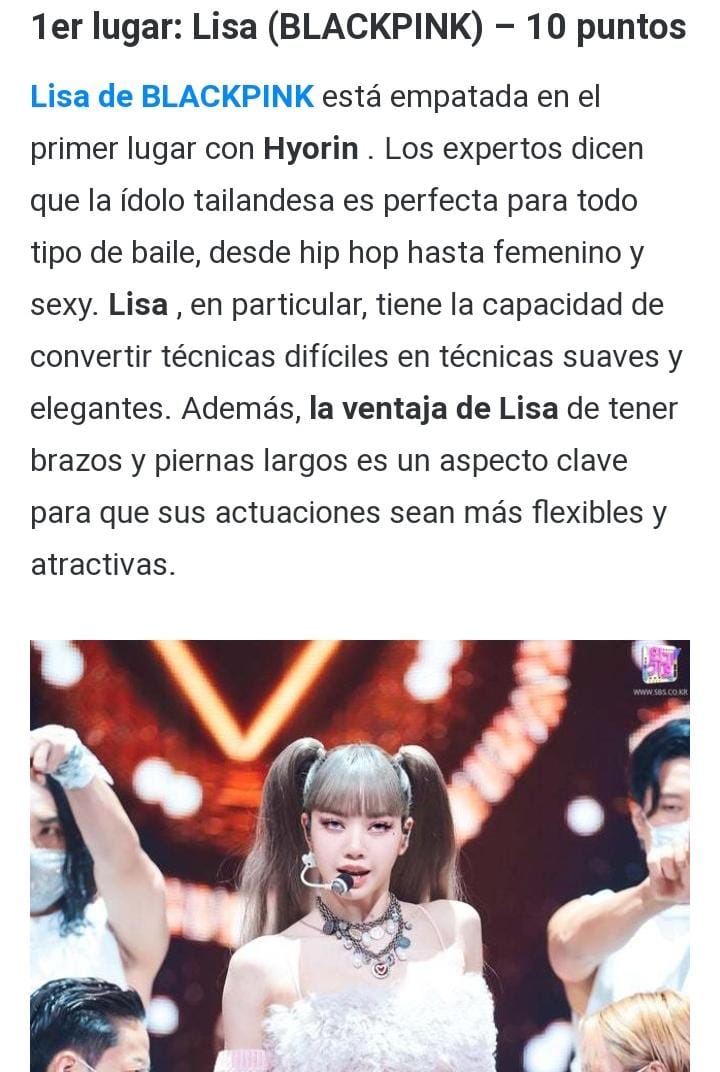 1er lugar: Lisa (BLACKPINK) – 10 puntos
Lisa de BLACKPINK está empatada en el
primer lugar con Hyorin . Los expertos dicen
que la ídolo tailandesa es perfecta para todo
tipo de baile, desde hip hop hasta femenino y
sexy. Lisa , en particular, tiene la capacidad de
convertir técnicas difíciles en técnicas suaves y
elegantes. Además, la ventaja de Lisa de tener
brazos y piernas largos es un aspecto clave
para que sus actuaciones sean más flexibles y
atractivas.
인기
가요
WWW.SBS.CO.KR